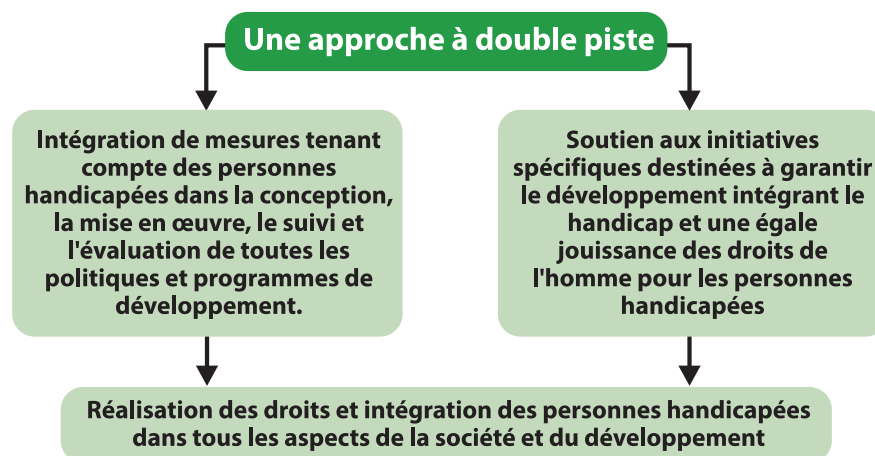 Une approche à double piste
Intégration de mesures tenant
compte des personnes
handicapées dans la conception,
la mise en œuvre, le suivi et
l'évaluation de toutes les
politiques et programmes de
développement.
Soutien aux initiatives
spécifiques destinées à garantir
le développement intégrant le
handicap et une égale
jouissance des droits de
l'homme pour les personnes
handicapées
Réalisation des droits et intégration des personnes handicapées
dans tous les aspects de la société et du développement